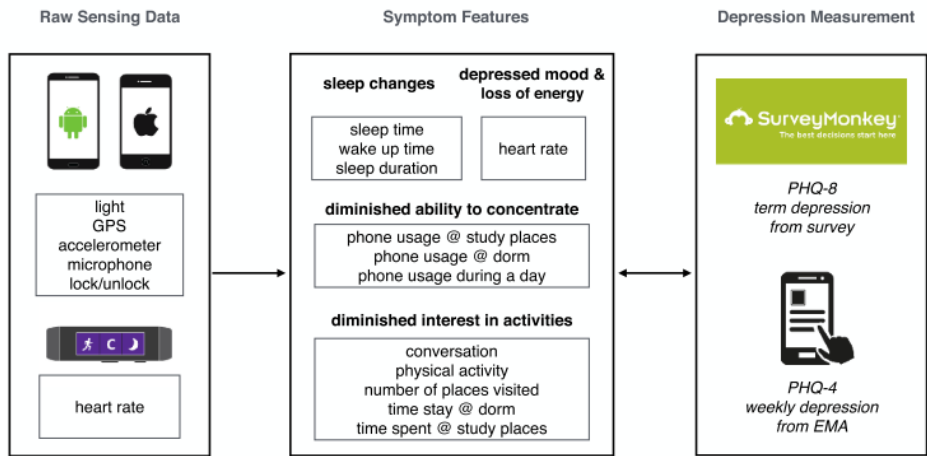 Raw Sensing Data
Symptom Features
Depression Measurement
light
GPS
accelerometer
microphone
lock/unlock
C
heart rate
sleep changes
depressed mood &
loss of energy
sleep time
wake up time
sleep duration
heart rate
diminished ability to concentrate
phone usage @ study places
phone usage @ dorm
phone usage during a day
diminished interest in activities
conversation
physical activity
number of places visited
time stay @ dorm
time spent @ study places
SurveyMonkey
The best decisions start here
PHQ-8
term depression
from survey
PHQ-4
weekly depression
from EMA